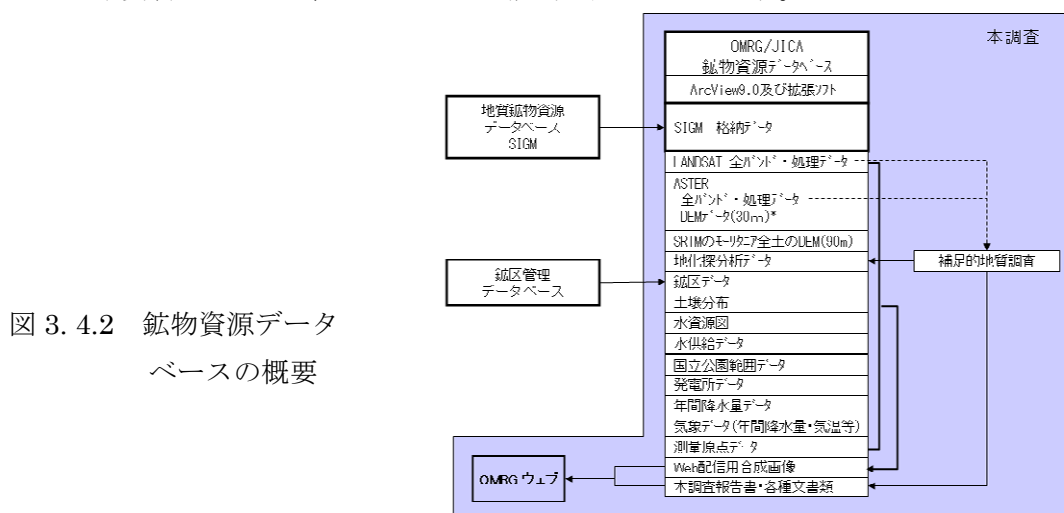 本調査
OMRG/JICA
鉱物資源データベース
ArcView9.0及び拡張ソフト
地質鉱物資源
データベース
SIGM
SIGM 格納データ
LANDSAT 全バンド・処理データ
ASTER
全バンド・処理データ
DEMデータ(30m)*
SRTMのモーリタニア全土のDEM(90m)
地化探分析データ
補足的地質調査
鉱区管理
データベース
鉱区データ
土壌分布
水資源図
水供給データ
国立公園範囲データ
発電所データ
年間降水量データ
気象データ(年間降水量・気温等)
測量原点データ
Web配信用合成画像
本調査報告書・各種文書類
OMRGウェブ
図 3. 4.2 鉱物資源データ
ベースの概要